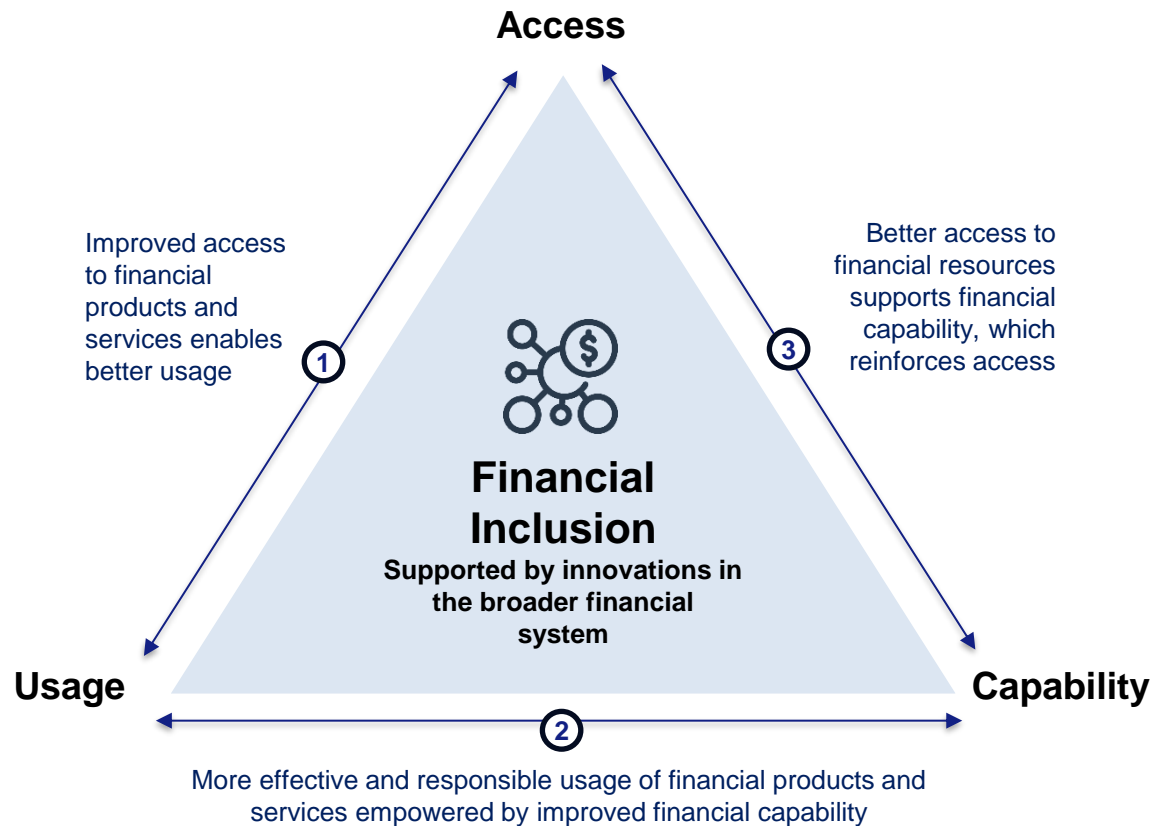 Access
Improved access
to financial
products and
services enables
better usage
1
Better access to
financial resources
supports financial
capability, which
reinforces access
3
$
Financial
Inclusion
Supported by innovations in
the broader financial
system
Usage
Capability
2
More effective and responsible usage of financial products and
services empowered by improved financial capability